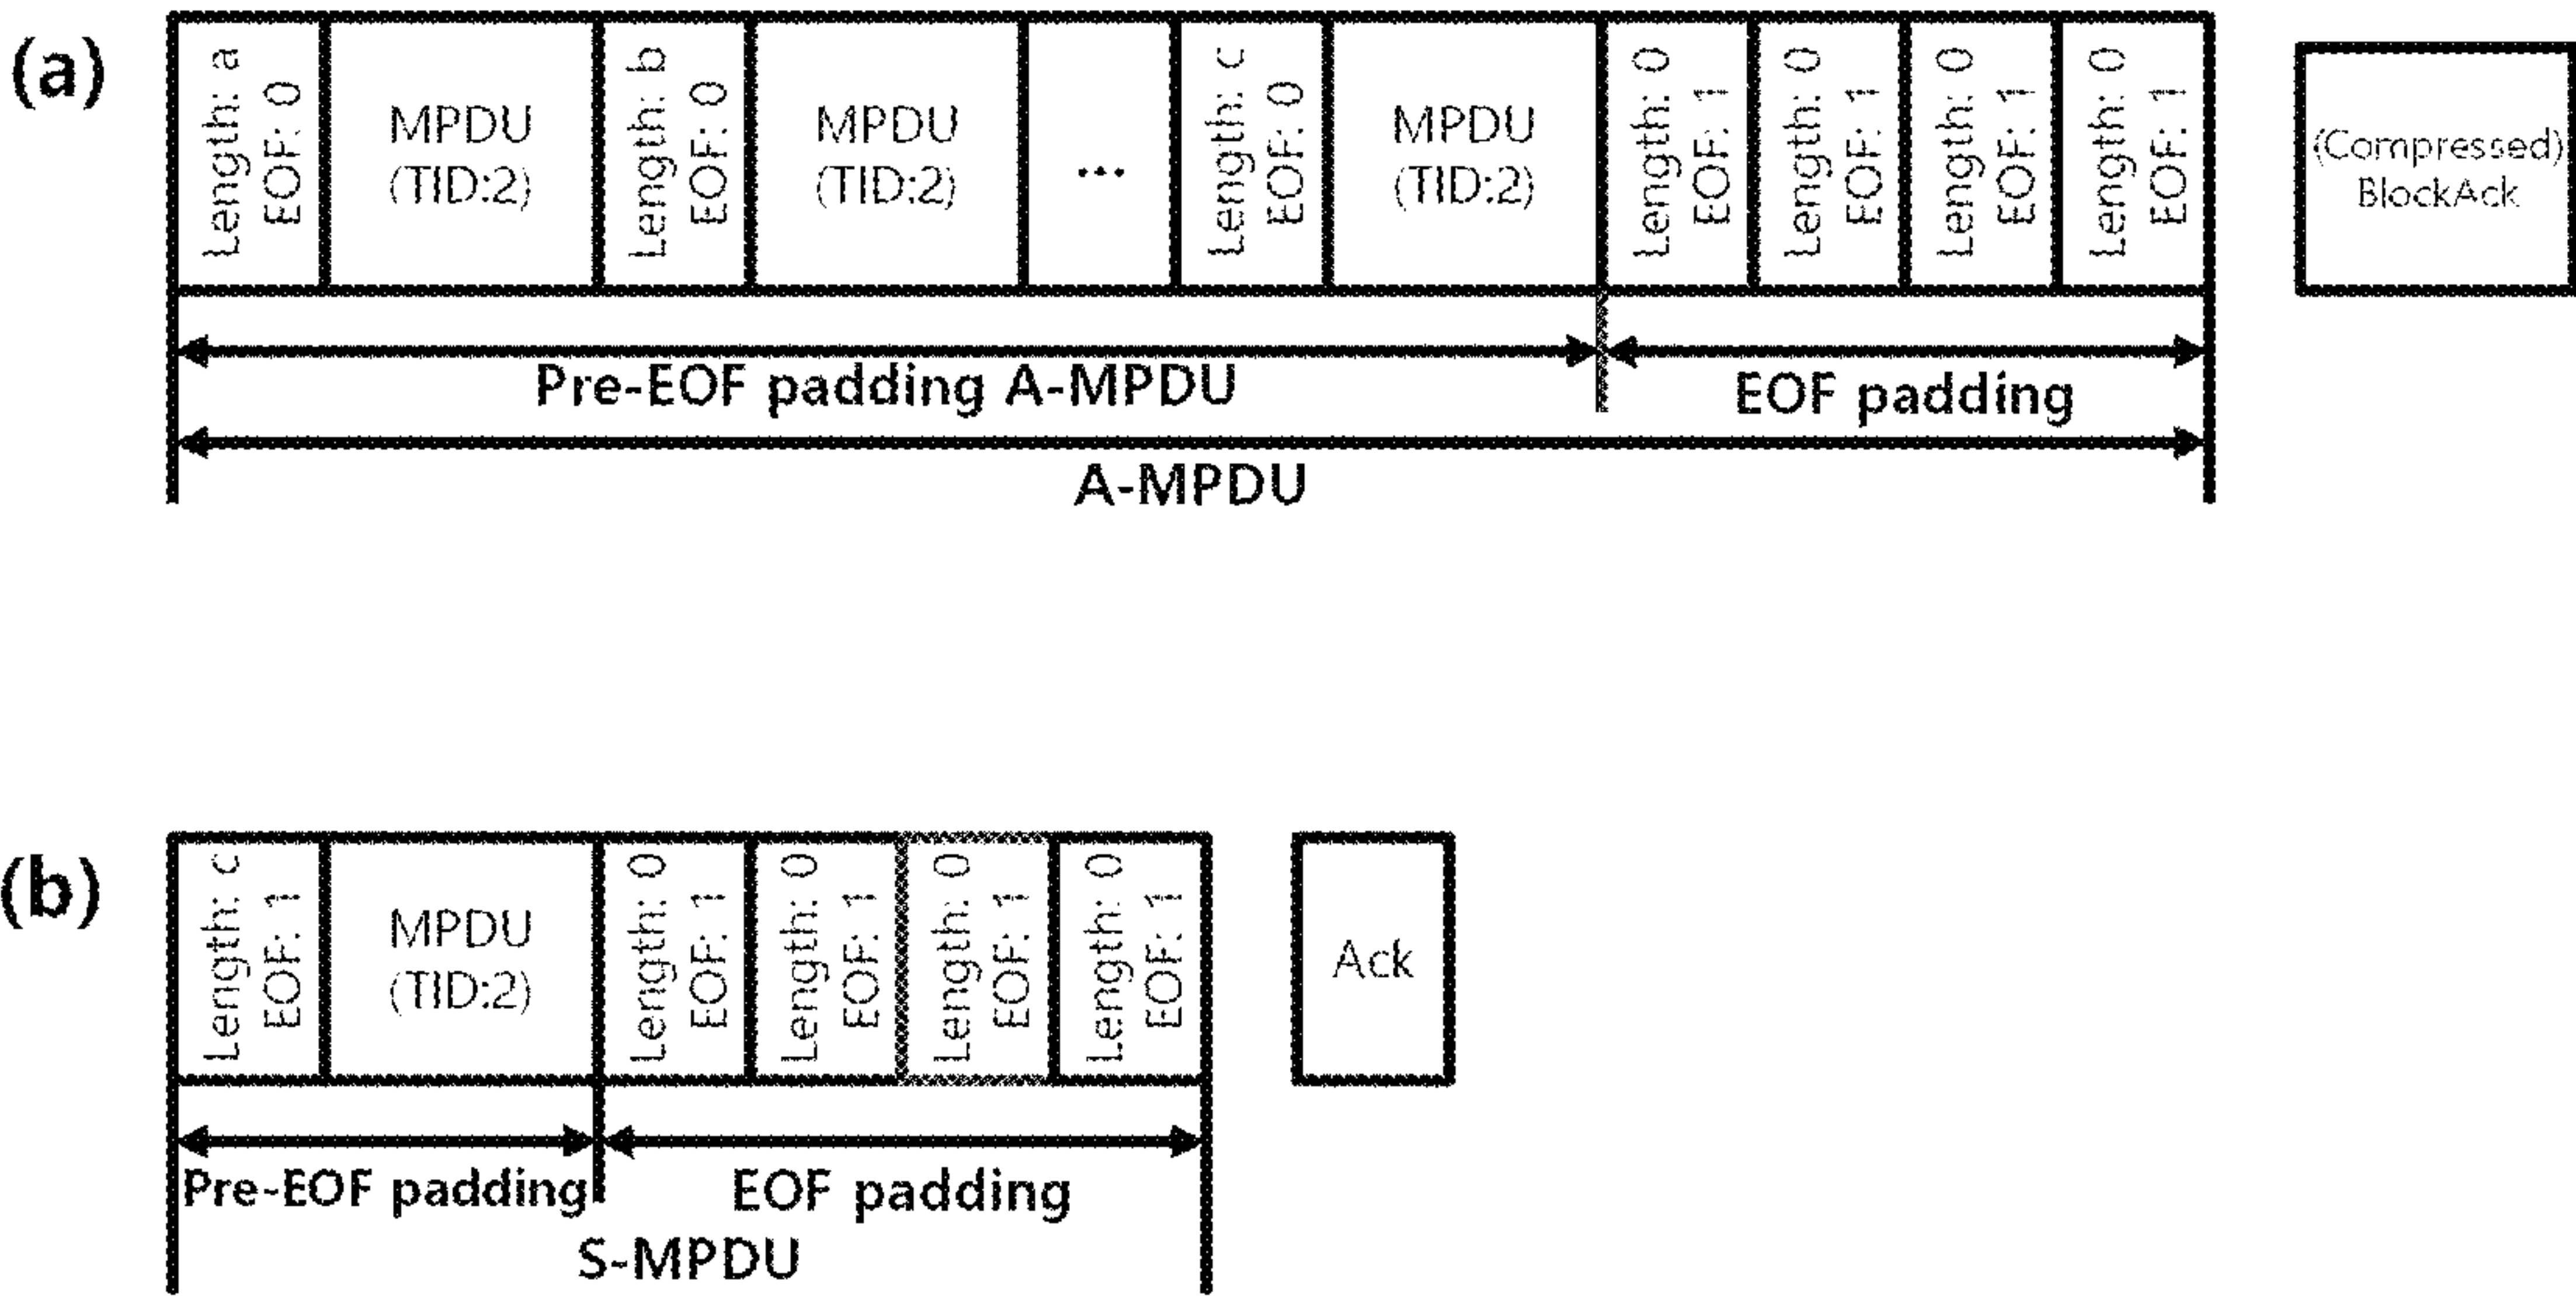 (a)
Length: a
EOF: 0
MPDU
(TID:2)
Length: b
EOF: 0
MPDU
(TID:2)
...
Length: c
EOF: 0
MPDU
(TID:2)
Length: 0
EOF: 1
Length: 0
EOF: 1
Length: 0
EOF: 1
Length: 0
EOF: 1
(Compressed)
BlockAck
Pre-EOF padding A-MPDU
EOF padding
A-MPDU
(b)
Length: c
EOF: 1
MPDU
(TID:2)
Length: 0
EOF: 1
Length: 0
EOF: 1
Length: 0
EOF: 1
Length: 0
EOF: 1
Ack
Pre-EOF padding
EOF padding
S-MPDU